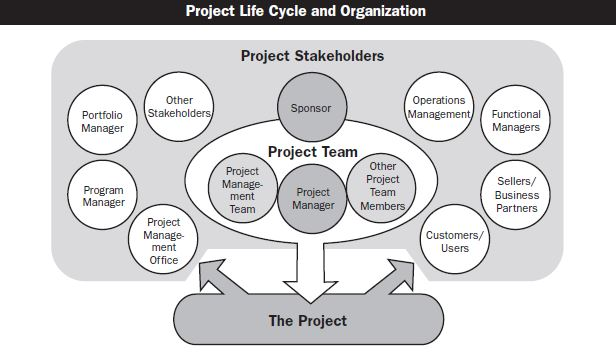 Project Life Cycle and Organization
Project Stakeholders
Portfolio
Manager
Other
Stakeholders
Sponsor
Operations
Management
Functional
Managers
Project Team
Program
Manager
Project
Manage-
ment
Team
Project
Manager
Other
Project
Team
Members
Sellers/
Business
Partners
Project
Manage-
ment
Office
Customers/
Users
The Project